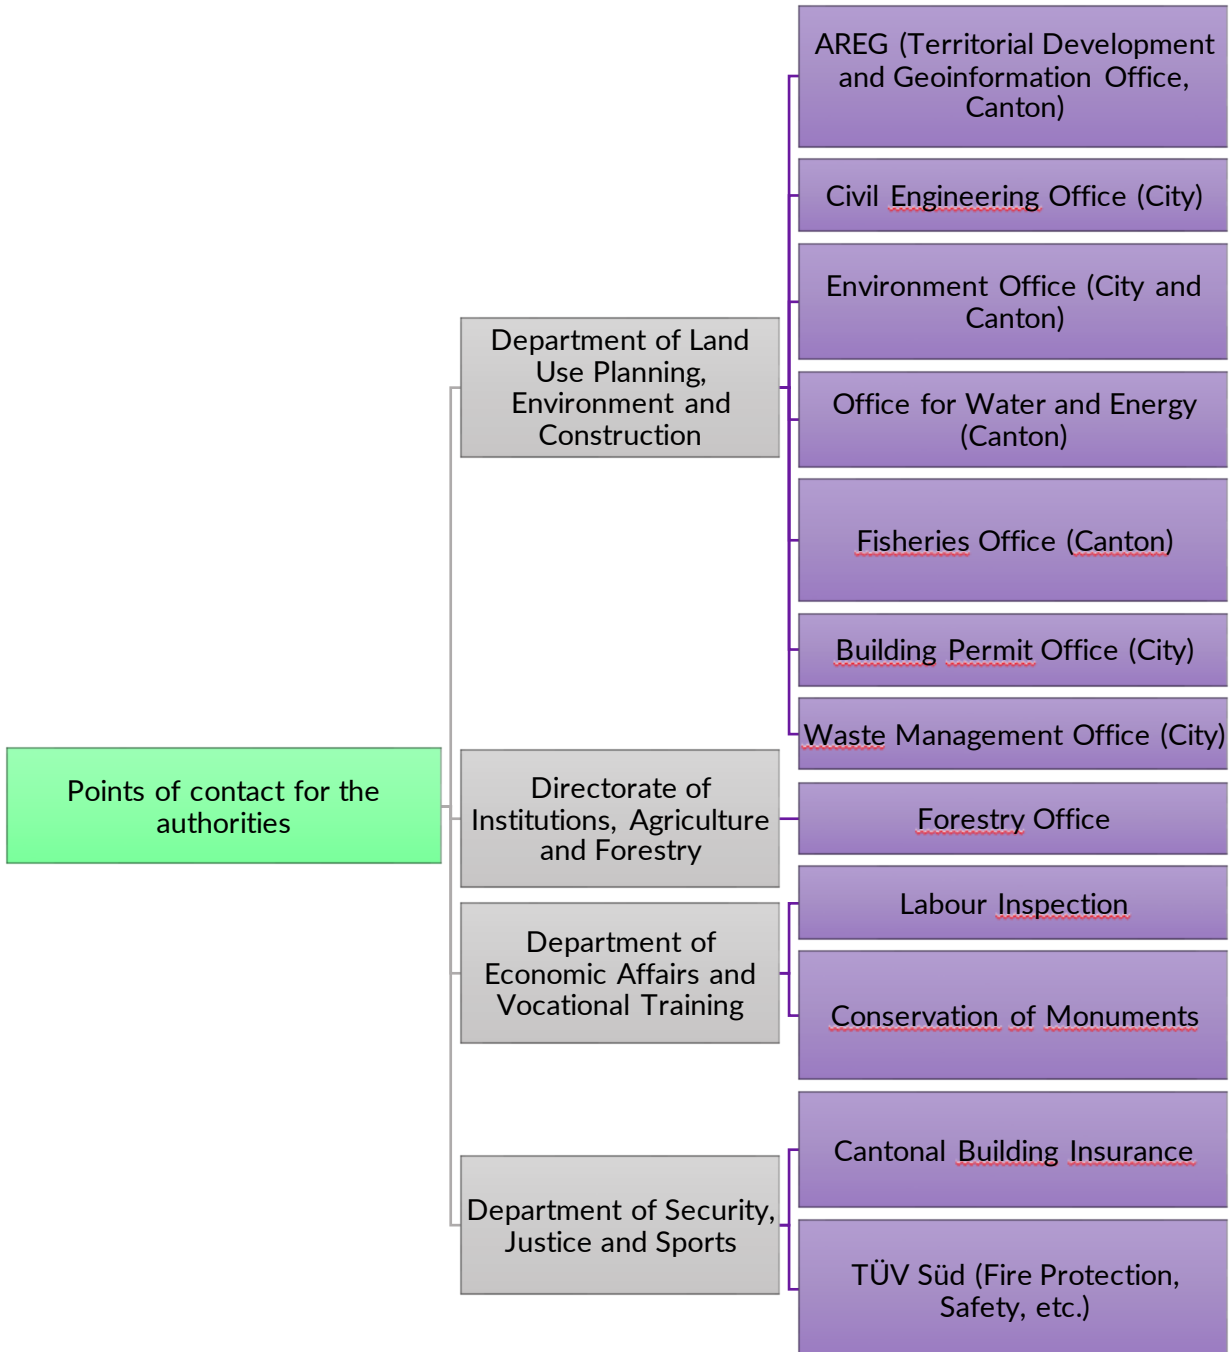 AREG (Territorial Development
and Geoinformation Office,
Canton)
Civil Engineering Office (City)
Environment Office (City and
Canton)
Department of Land
Use Planning,
Environment and
Construction
Office for Water and Energy
(Canton)
Fisheries Office (Canton)
Building Permit Office (City)
Waste Management Office (City)
Points of contact for the
authorities
Directorate of
Institutions, Agriculture
and Forestry
Forestry Office
Department of
Economic Affairs and
Vocational Training
Labour Inspection
Conservation of Monuments
Department of Security,
Justice and Sports
Cantonal Building Insurance
TÜV Süd (Fire Protection,
Safety, etc.)